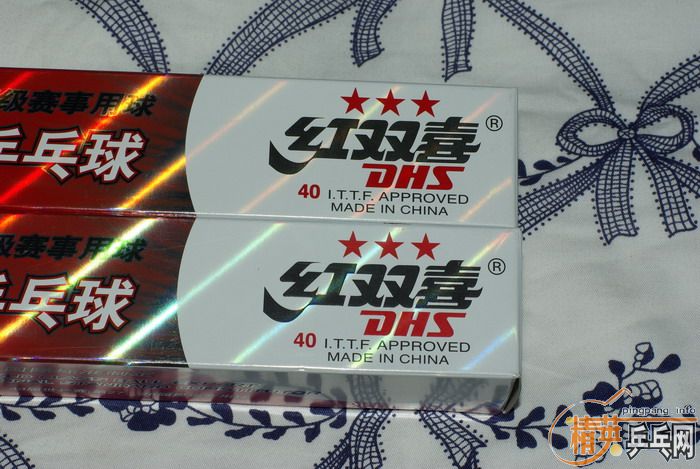 级赛事用球
乒乓球
★★★
红双喜®
DHS
40 I.T.T.F. APPROVED
MADE IN CHINA
级赛事用球
乒乓球
★★★
红双喜®
DHS
40 I.T.T.F. APPROVED
MADE IN CHINA
pingpang.info
精英乒乓网